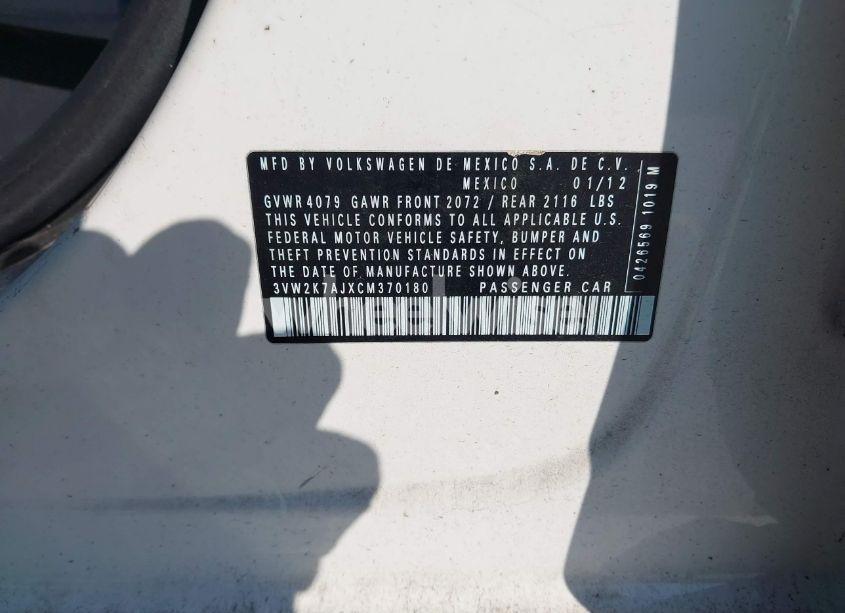 MFD BY VOLKSWAGEN DE MEXICO S.A. DE C.V.
MEXICO 01/12
GVWR 4079 GAWR FRONT 2072 / REAR 2116 LBS
THIS VEHICLE CONFORMS TO ALL APPLICABLE U.S.
FEDERAL MOTOR VEHICLE SAFETY, BUMPER AND
THEFT PREVENTION STANDARDS IN EFFECT ON
THE DATE OF MANUFACTURE SHOWN ABOVE.
3VW2K7AJXCM370180 PASSENGER CAR
0426569 1019 M